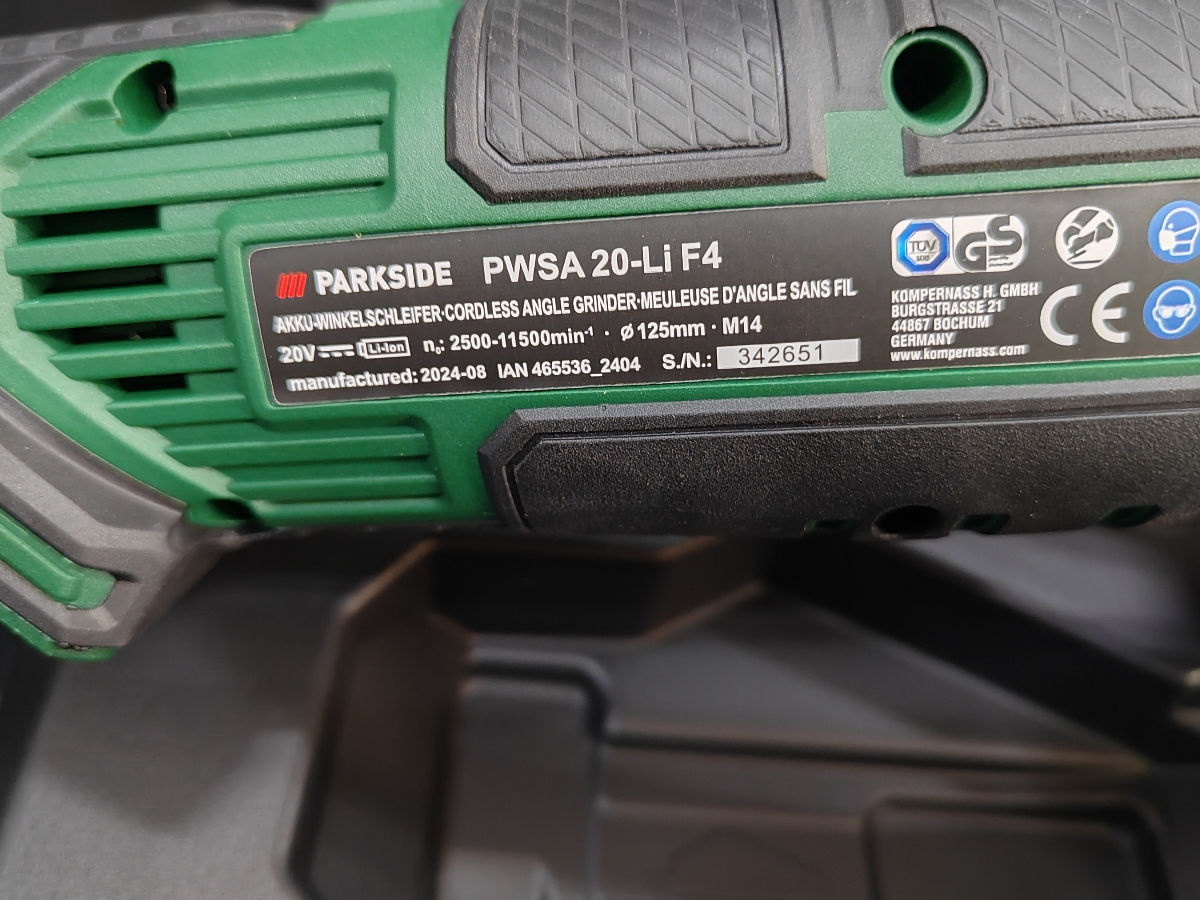 PARKSIDE PWSA 20-Li F4
AKKU-WINKELSCHLEIFER·CORDLESS ANGLE GRINDER·MEULEUSE D'ANGLE SANS FIL
20V Li-Ion n₀: 2500-11500min⁻¹ · ø125mm · M14
manufactured: 2024-08 IAN 465536_2404 S./N.: 342651
TÜV SÜD GS
KOMPERNASS H. GMBH
BURGSTRASSE 21
44867 BOCHUM
GERMANY
www.kompernass.com
CE